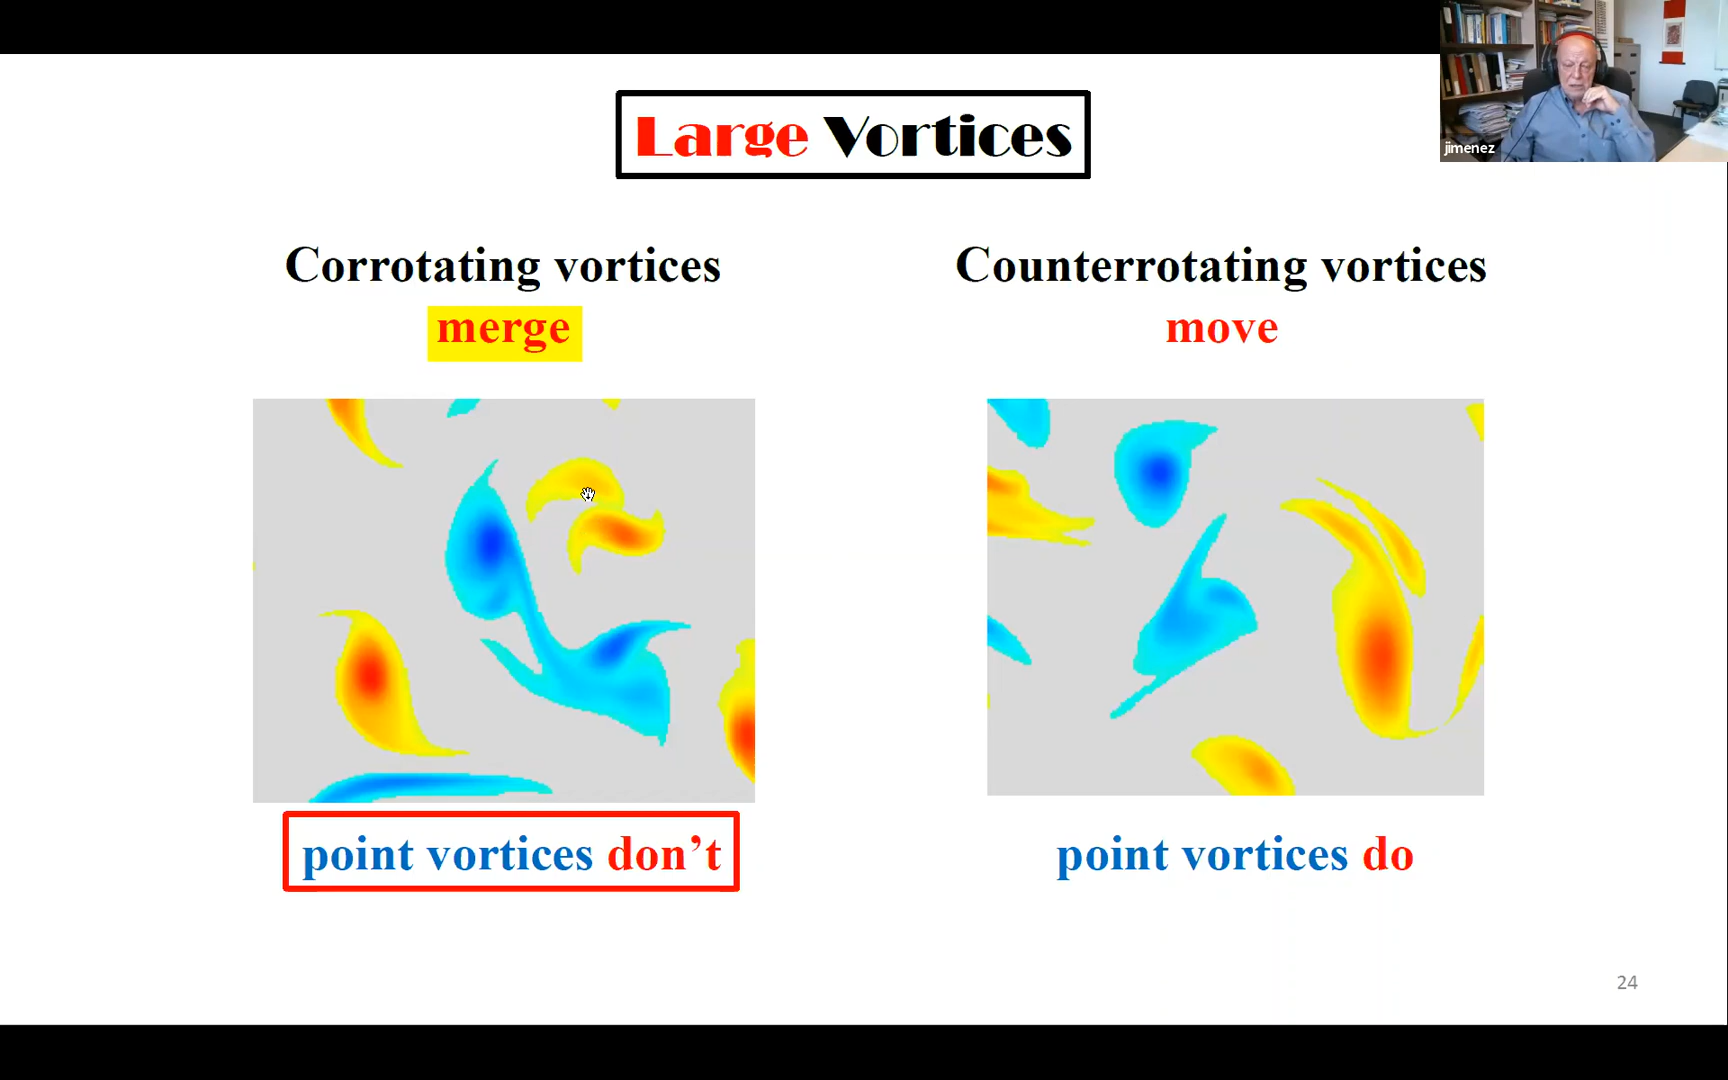 Large Vortices
jimenez
Corrotating vortices
merge
Counterrotating vortices
move
point vortices don’t
point vortices do
24